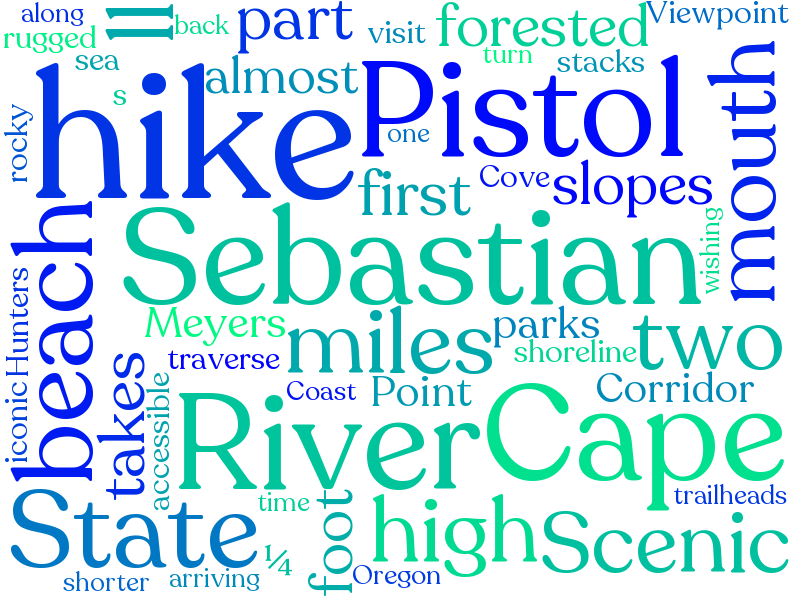 along
ll
back
part
visit
forested
Viewpoint
rugged
sea
almost
turn
stacks
s
hike
Pistol
one
mouth
rocky
first
Cove
slopes
beach
Sebastian
wishing
Hunters
Meyers
miles
parks
two
traverse
shoreline
iconic
takes
accessible
Coast
Point
Corridor
River
Cape
State
time
foot
high
Scenic
trailheads
¼
shorter
arriving
Oregon